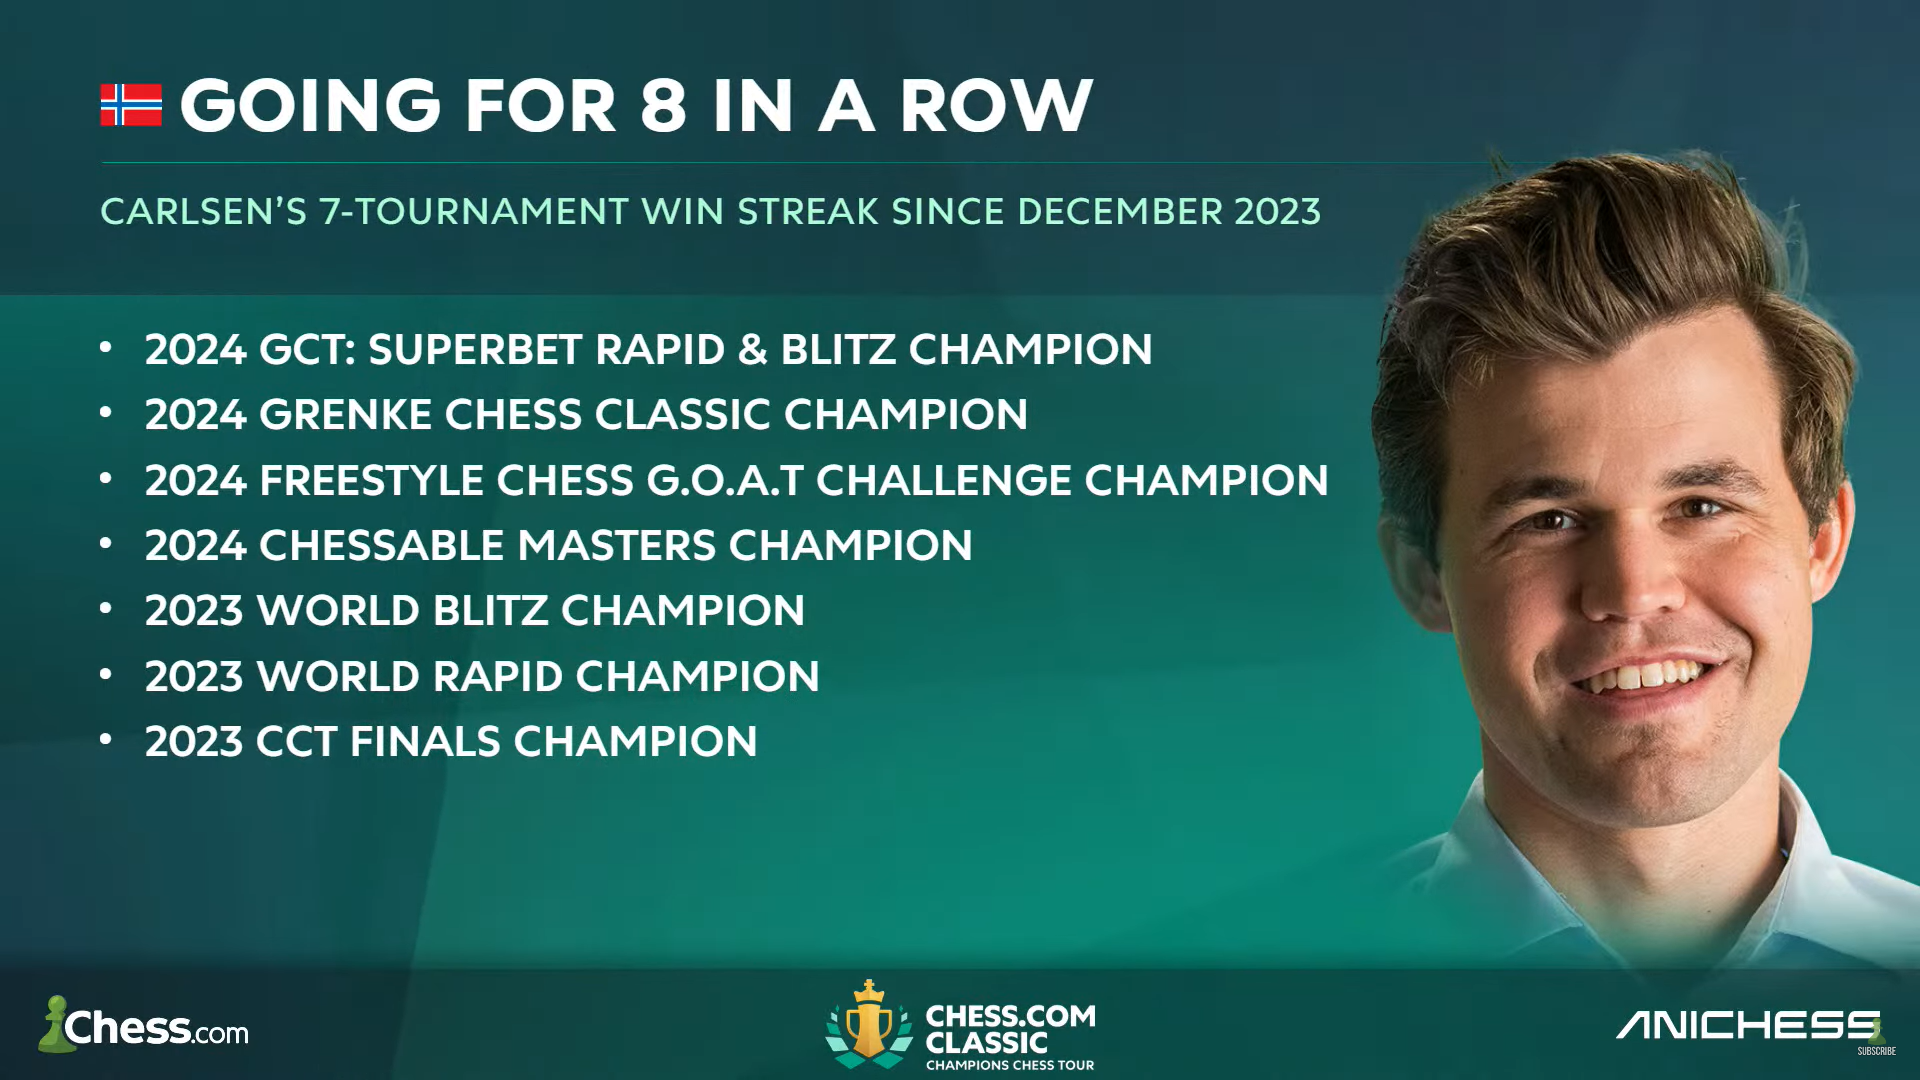 GOING FOR 8 IN A ROW
CARLSEN'S 7-TOURNAMENT WIN STREAK SINCE DECEMBER 2023
• 2024 GCT: SUPERBET RAPID & BLITZ CHAMPION
• 2024 GRENKE CHESS CLASSIC CHAMPION
• 2024 FREESTYLE CHESS G.O.A.T CHALLENGE CHAMPION
• 2024 CHESSABLE MASTERS CHAMPION
• 2023 WORLD BLITZ CHAMPION
• 2023 WORLD RAPID CHAMPION
• 2023 CCT FINALS CHAMPION
Chess.com
CHESS.COM
CLASSIC
CHAMPIONS CHESS TOUR
ANICHESS
SUBSCRIBE